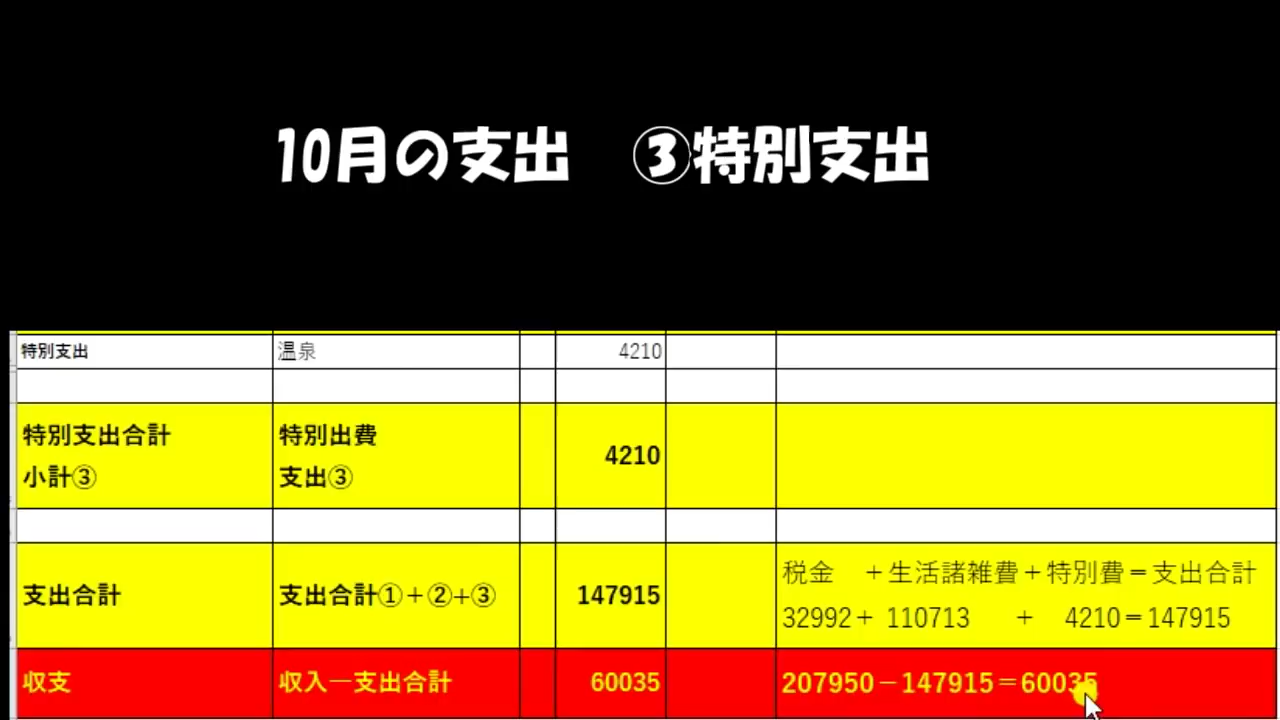 10月の支出　③特別支出
特別支出 温泉 4210
特別支出合計 特別出費
小計③ 支出③ 4210
支出合計 支出合計①＋②+③ 147915
税金　＋生活諸雑費＋特別費＝支出合計
32992＋ 110713　＋　4210＝147915
収支 収入―支出合計 60035 207950－147915＝60035